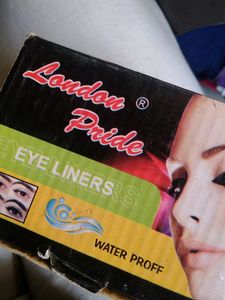 London ®
Pride
EYE LINERS
WATER PROFF